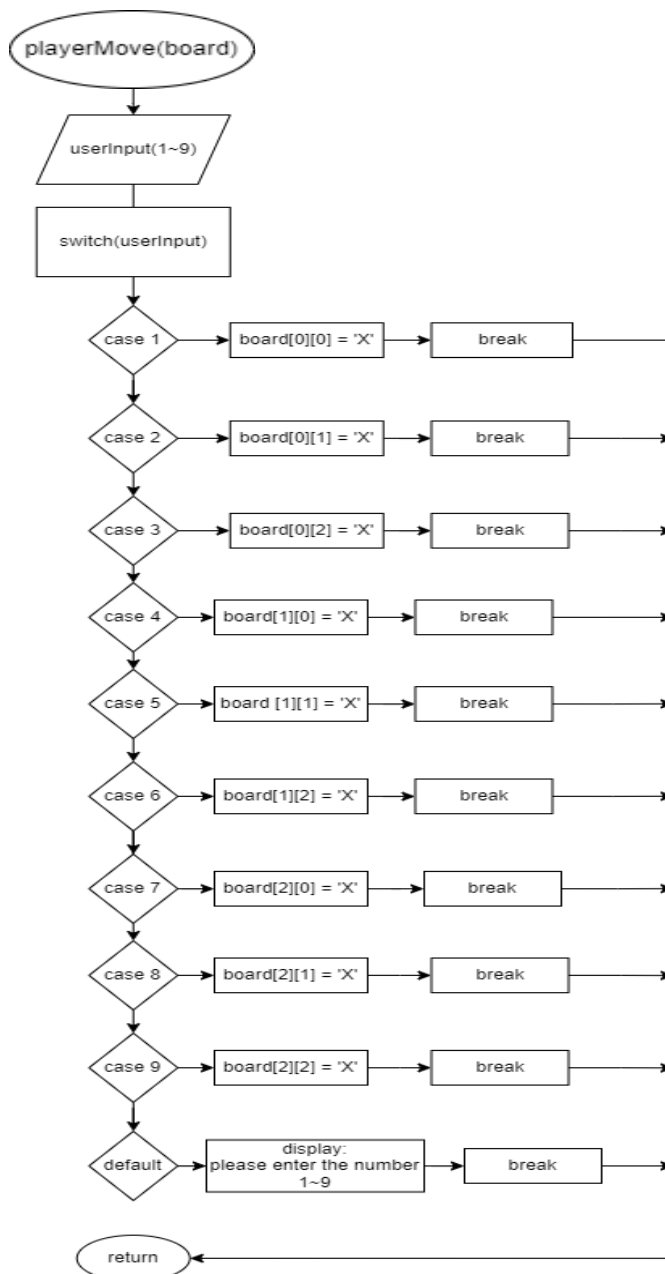 playerMove(board)
userInput(1~9)
switch(userInput)
case 1
board[0][0] = 'X'
break
case 2
board[0][1] = 'X'
break
case 3
board[0][2] = 'X'
break
case 4
board[1][0] = 'X'
break
case 5
board [1][1] = 'X'
break
case 6
board[1][2] = 'X'
break
case 7
board[2][0] = 'X'
break
case 8
board[2][1] = 'X'
break
case 9
board[2][2] = 'X'
break
default
display:
please enter the number
1~9
break
return